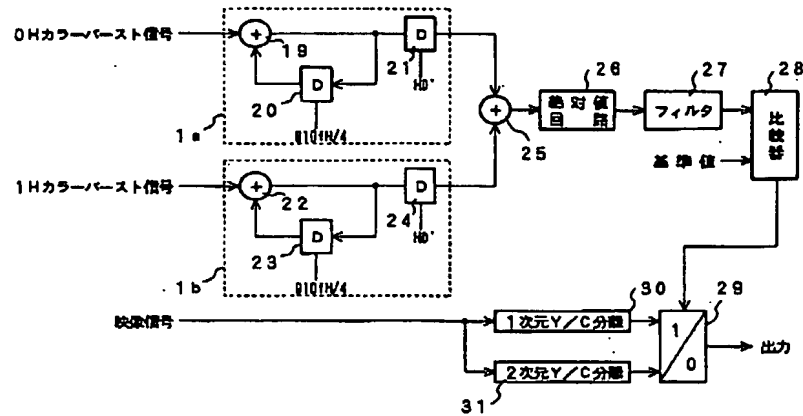 0Hカラーバースト信号
+
19
D
20
910fH/4
D
21
HD'
1a
1Hカラーバースト信号
+
22
D
23
910fH/4
D
24
HD'
1b
+
25
絶対値回路
26
フィルタ
27
基準値
比較器
28
映像信号
1次元Y/C分離
30
2次元Y/C分離
31
1/0
29
出力